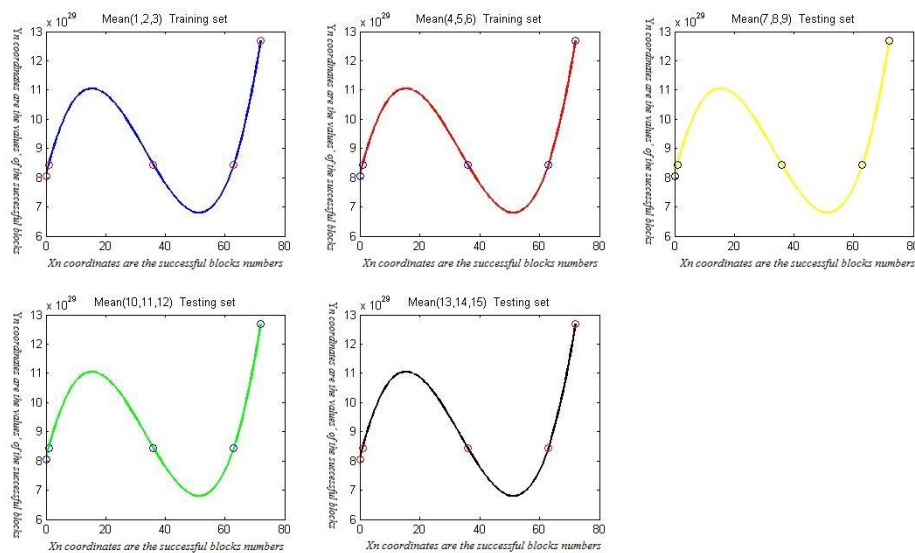 x 10^29
Mean(1,2,3) Training set
13
12
11
10
9
8
7
6
0 20 40 60 80
Yn coordinates are the values' of the successful blocks
Xn coordinates are the successful blocks numbers
x 10^29
Mean(4,5,6) Training set
13
12
11
10
9
8
7
6
0 20 40 60 80
Yn coordinates are the values' of the successful blocks
Xn coordinates are the successful blocks numbers
x 10^29
Mean(7,8,9) Testing set
13
12
11
10
9
8
7
6
0 20 40 60 80
Yn coordinates are the values' of the successful blocks
Xn coordinates are the successful blocks numbers
x 10^29
Mean(10,11,12) Testing set
13
12
11
10
9
8
7
6
0 20 40 60 80
Yn coordinates are the values' of the successful blocks
Xn coordinates are the successful blocks numbers
x 10^29
Mean(13,14,15) Testing set
13
12
11
10
9
8
7
6
0 20 40 60 80
Yn coordinates are the values' of the successful blocks
Xn coordinates are the successful blocks numbers